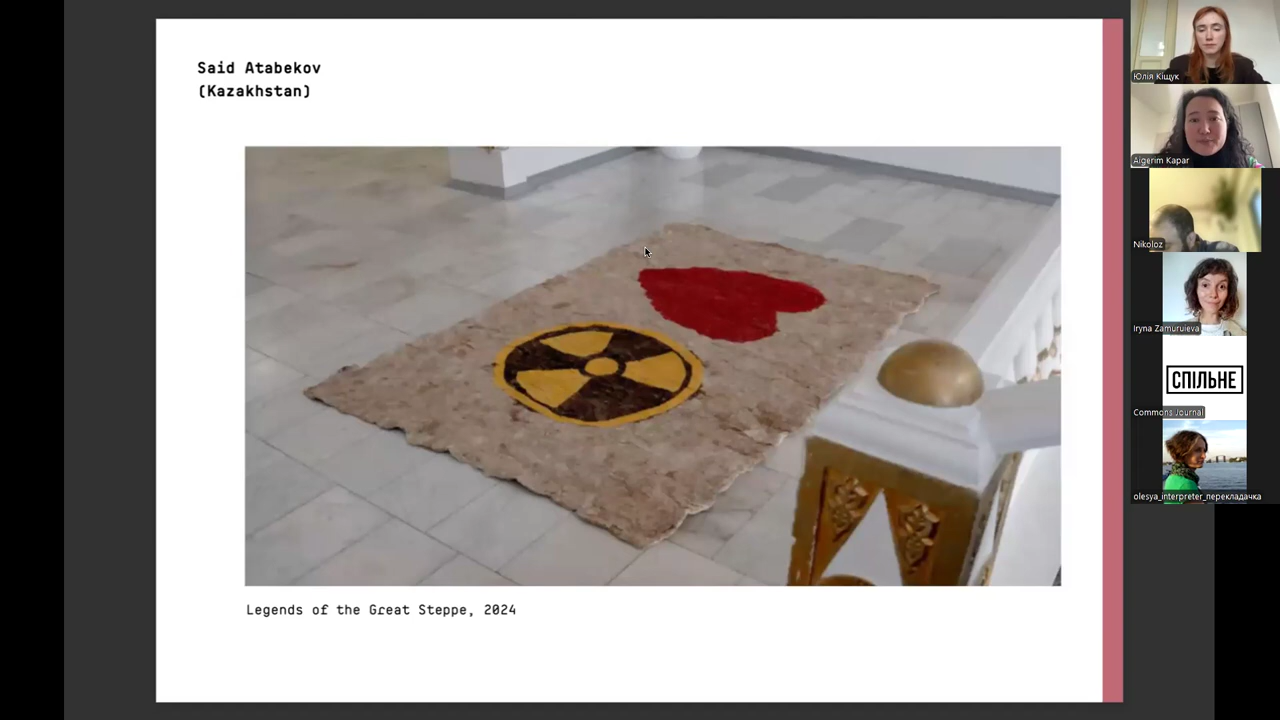 Said Atabekov
(Kazakhstan)
Legends of the Great Steppe, 2024
Юлія Кіщук
Aigerim Kapar
Nikoloz
Iryna Zamuruieva
СПІЛЬНЕ
Commons Journal
olesya_interpreter_перекладачка